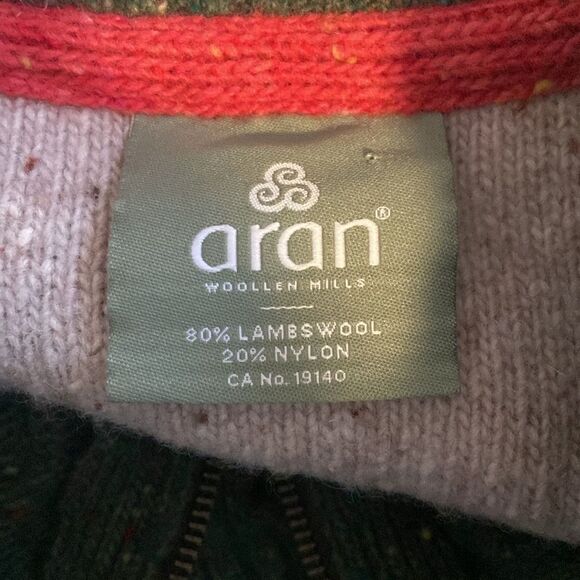 aran®
WOOLLEN MILLS
80% LAMBSWOOL
20% NYLON
CA No. 19140